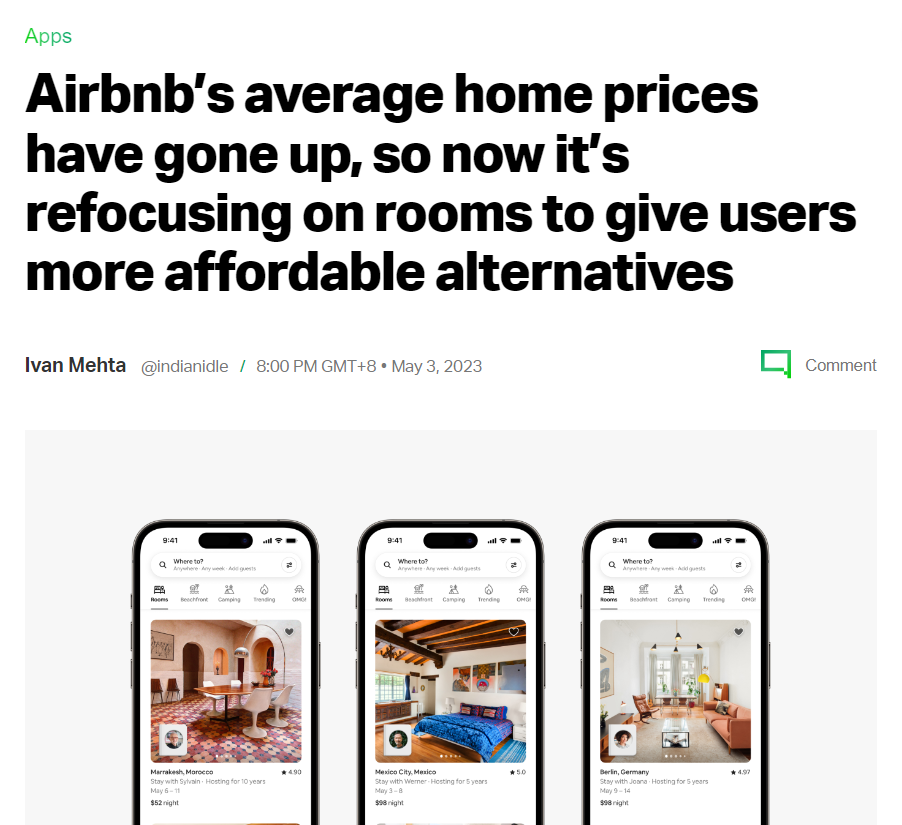 Apps
Airbnb’s average home prices
have gone up, so now it’s
refocusing on rooms to give users
more affordable alternatives
Ivan Mehta @indianidle / 8:00 PM GMT+8 • May 3, 2023
Comment
9:41
Where to?
Anywhere · Any week · Add guests
Rooms Beachfront Camping Trending OMG!
Marrakesh, Morocco ★ 4.90
Stay with Sylvain · Hosting for 10 years
May 6 – 11
$52 night
9:41
Where to?
Anywhere · Any week · Add guests
Rooms Beachfront Camping Trending OMG!
Mexico City, Mexico ★ 5.0
Stay with Werner · Hosting for 5 years
May 3 – 8
$98 night
9:41
Where to?
Anywhere · Any week · Add guests
Rooms Beachfront Camping Trending OMG!
Berlin, Germany ★ 4.97
Stay with Joana · Hosting for 5 years
May 9 – 14
$98 night